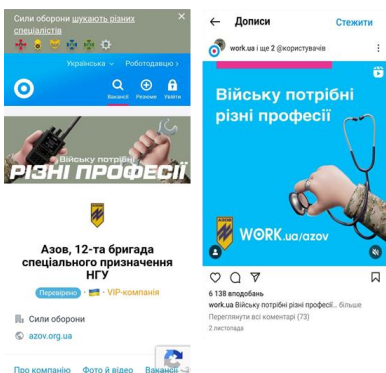 Сили оборони шукають різних
спеціалістів
Українська
Роботодавцю
Вакансії
Резюме
Увійти
Війську потрібні
РІЗНІ ПРОФЕСІЇ
Азов, 12-та бригада
спеціального призначення
НГУ
Перевірено
VIP-компанія
Сили оборони
azov.org.ua
Про компанію
Фото й відео
Вакансії
Дописи
Стежити
work.ua і ще 2 @користувачів
Війську потрібні
різні професії
WORK.ua/azov
6 138 вподобань
work.ua Війську потрібні різні професії... більше
Переглянути всі коментарі (73)
2 листопада